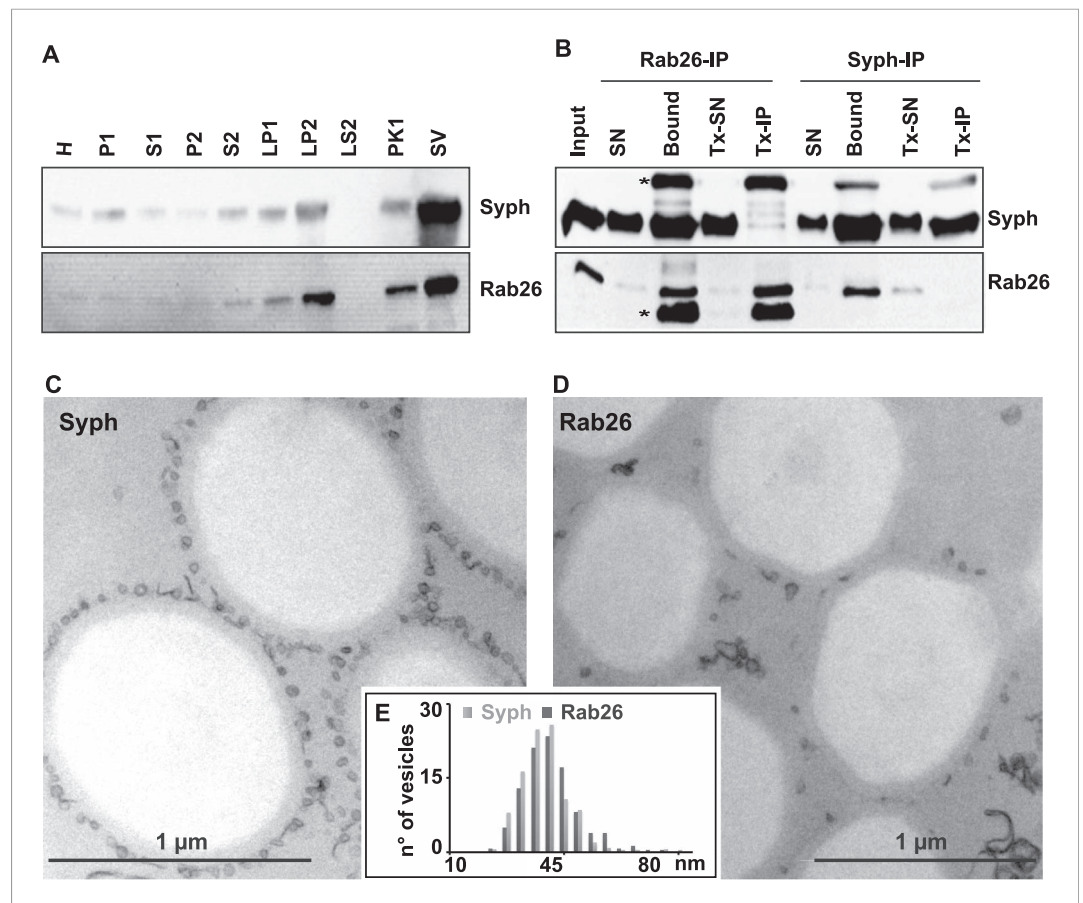 A
H P1 S1 P2 S2 LP1 LP2 LS2 PK1 SV
Syph
Rab26
B
Rab26-IP Syph-IP
Input SN Bound Tx-SN Tx-IP SN Bound Tx-SN Tx-IP
* Syph
Rab26
*
C
Syph
1 µm
D
Rab26
1 µm
E
Syph Rab26
n° of vesicles
30
15
0
10 45 80 nm